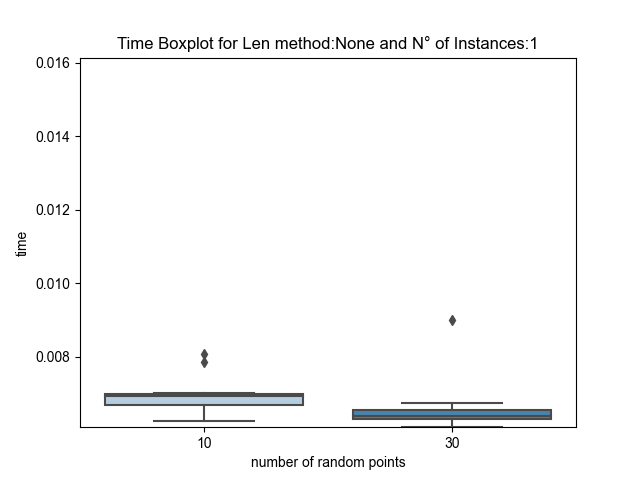 Time Boxplot for Len method:None and N° of Instances:1
0.016
0.014
0.012
0.010
0.008
time
10
30
number of random points